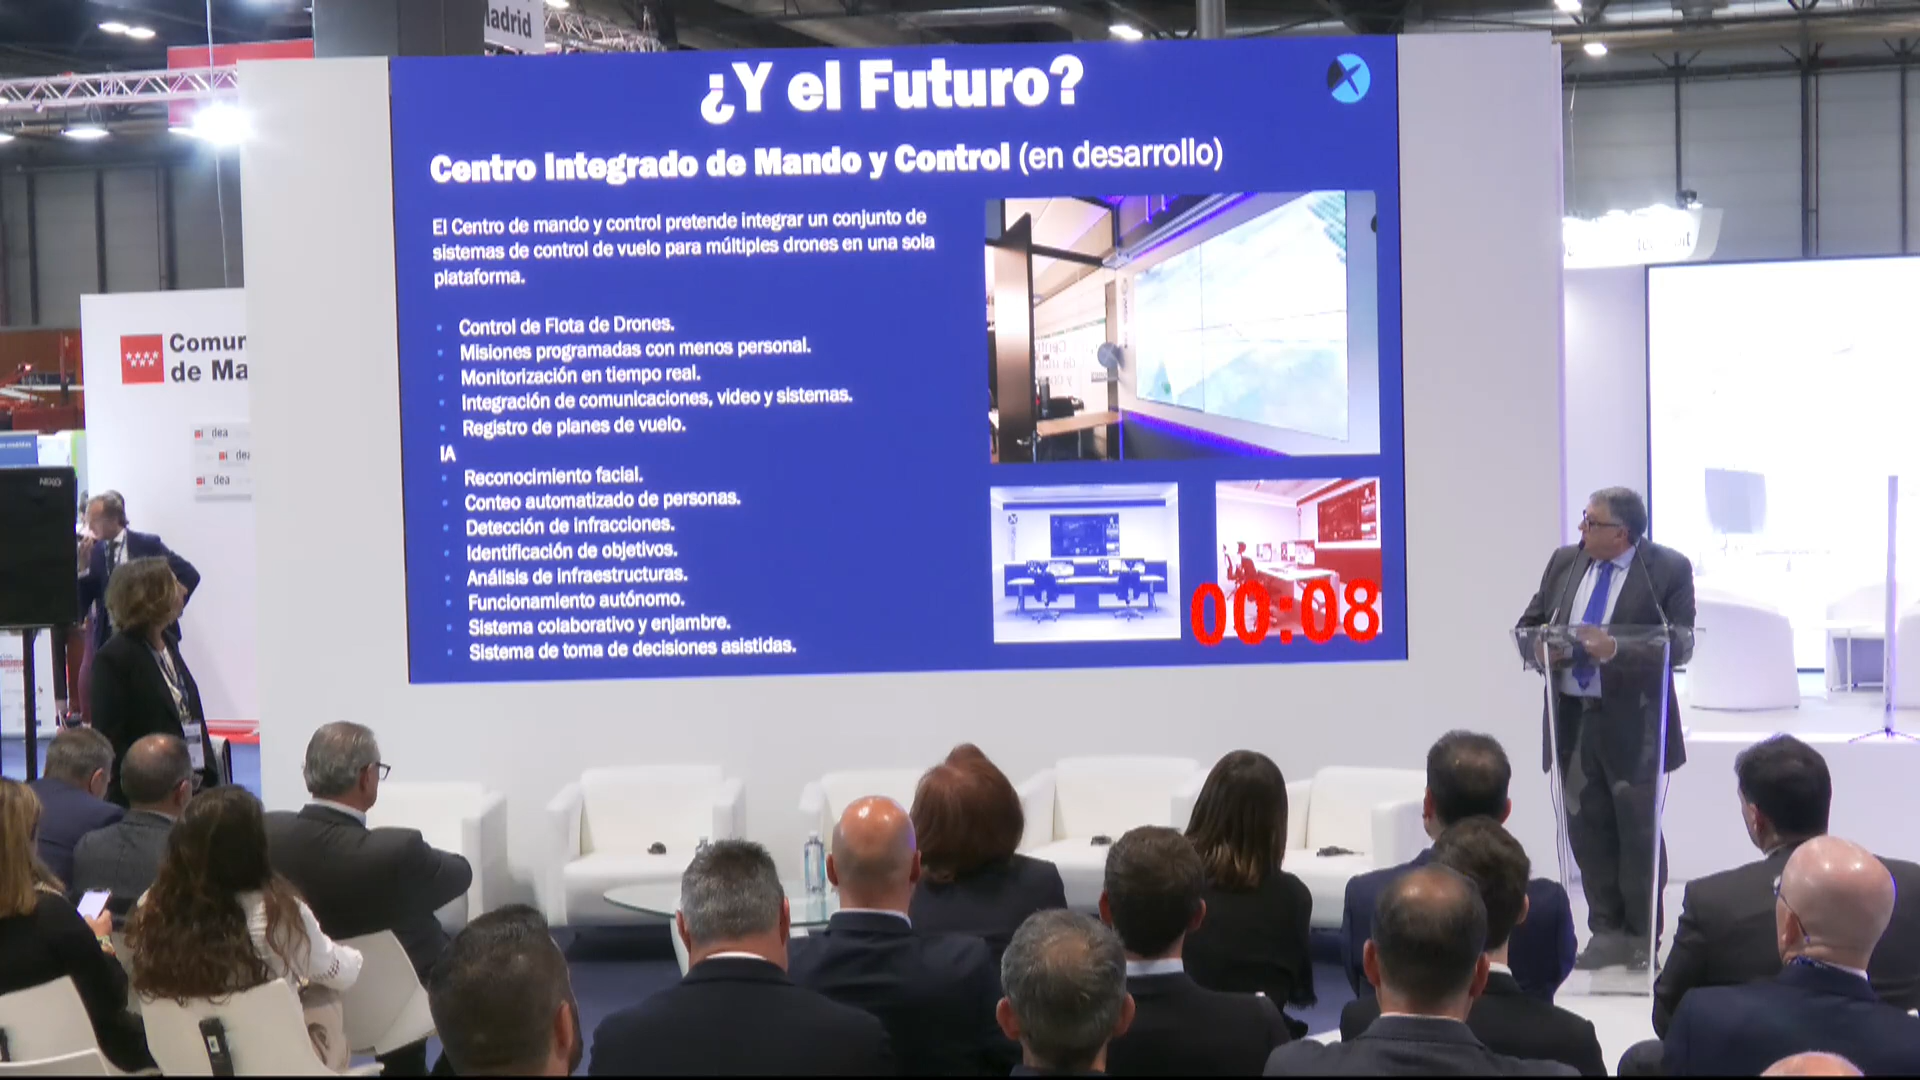 Madrid
¿Y el Futuro?
Centro Integrado de Mando y Control (en desarrollo)
El Centro de mando y control pretende integrar un conjunto de
sistemas de control de vuelo para múltiples drones en una sola
plataforma.
Control de Flota de Drones.
Misiones programadas con menos personal.
Monitorización en tiempo real.
Integración de comunicaciones, video y sistemas.
Registro de planes de vuelo.
IA
Reconocimiento facial.
Conteo automatizado de personas.
Detección de infracciones.
Identificación de objetivos.
Análisis de infraestructuras.
Funcionamiento autónomo.
Sistema colaborativo y enjambre.
Sistema de toma de decisiones asistidas.
00:08
Comun
de Ma
dea
dea
dea
NEXO